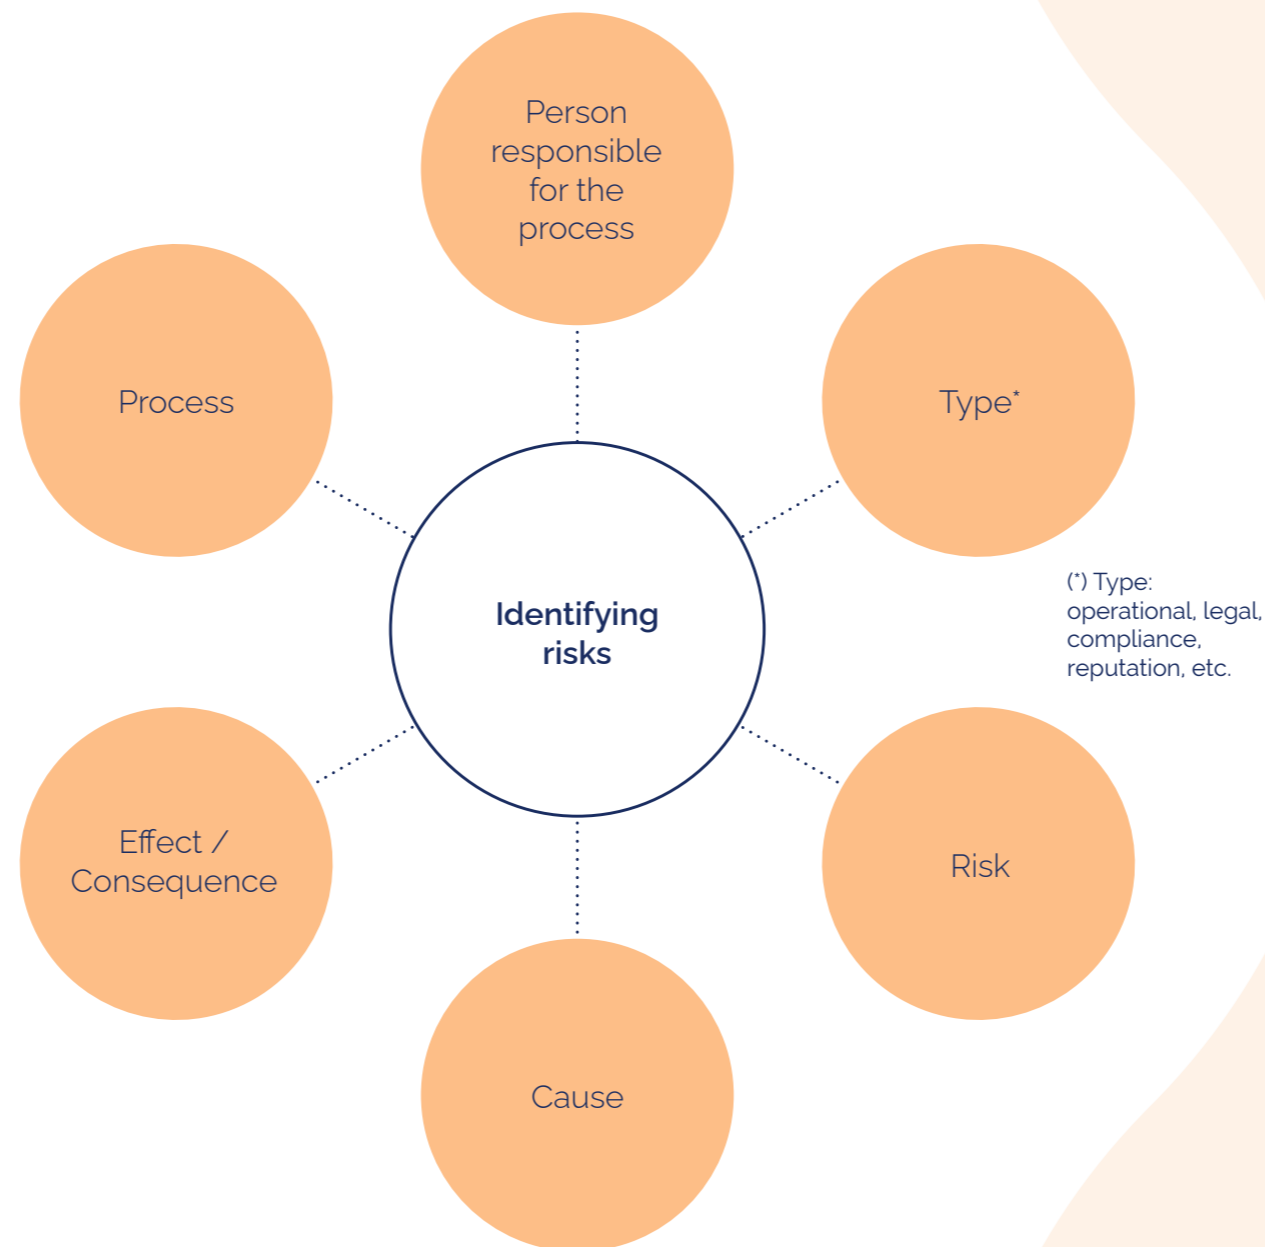 Person
responsible
for the
process
Process
Type*
Identifying
risks
(*) Type:
operational, legal,
compliance,
reputation, etc.
Effect /
Consequence
Risk
Cause